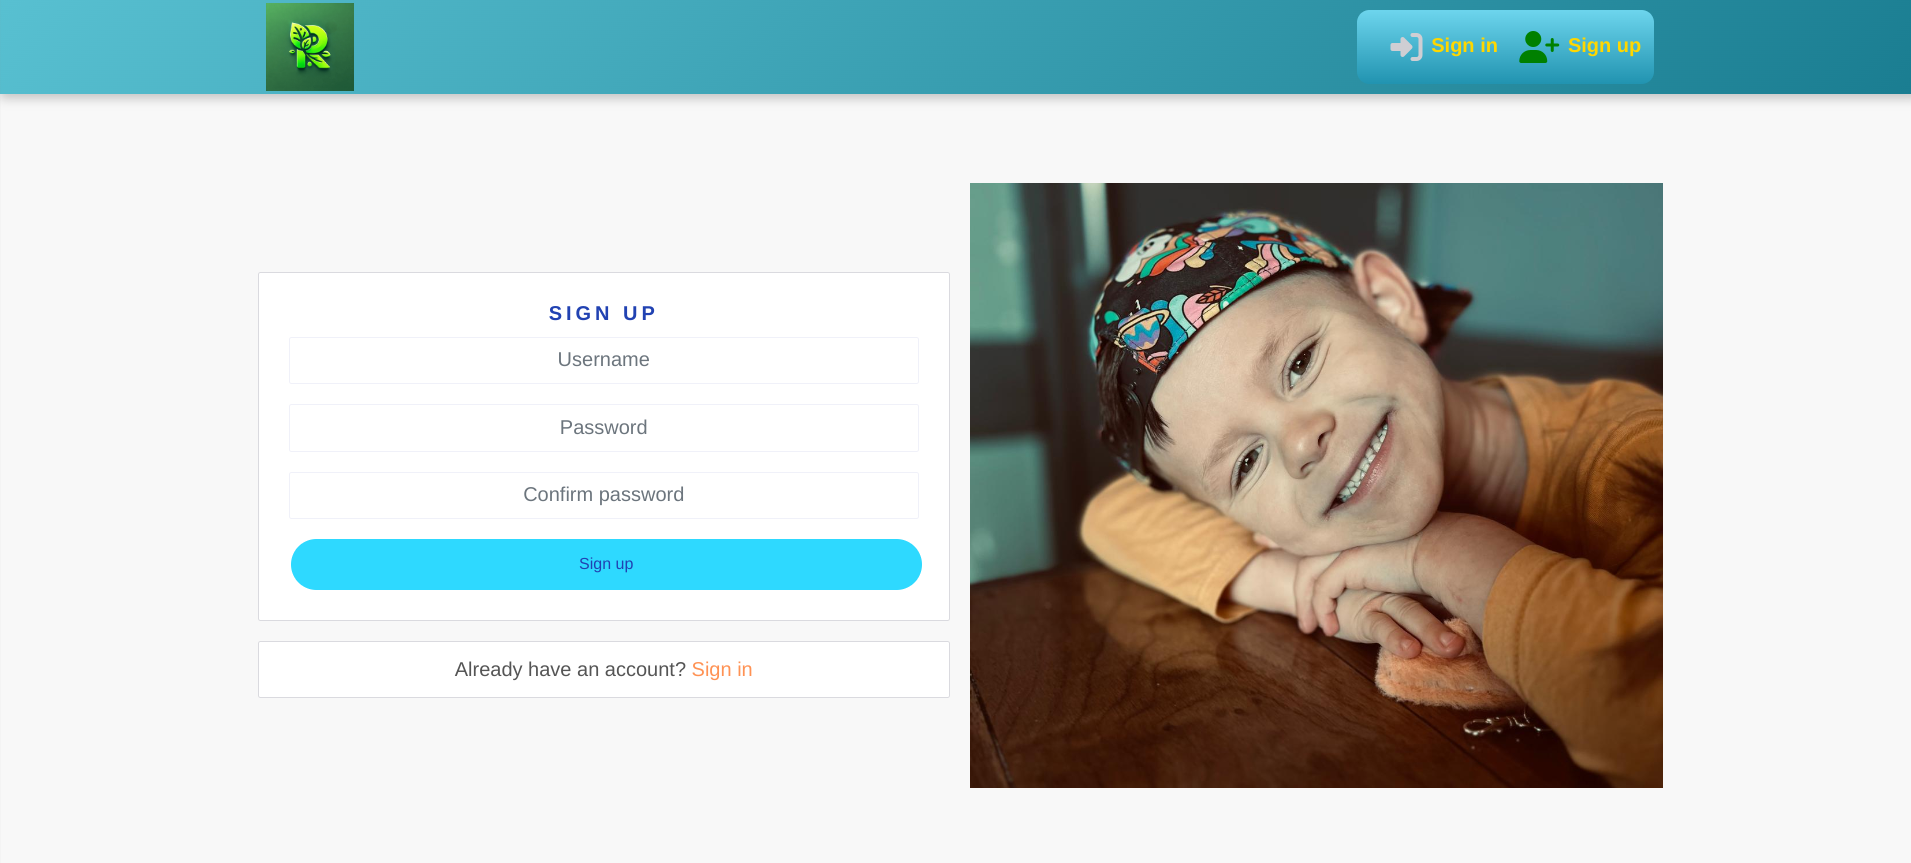 Sign in Sign up
SIGN UP
Username
Password
Confirm password
Sign up
Already have an account? Sign in